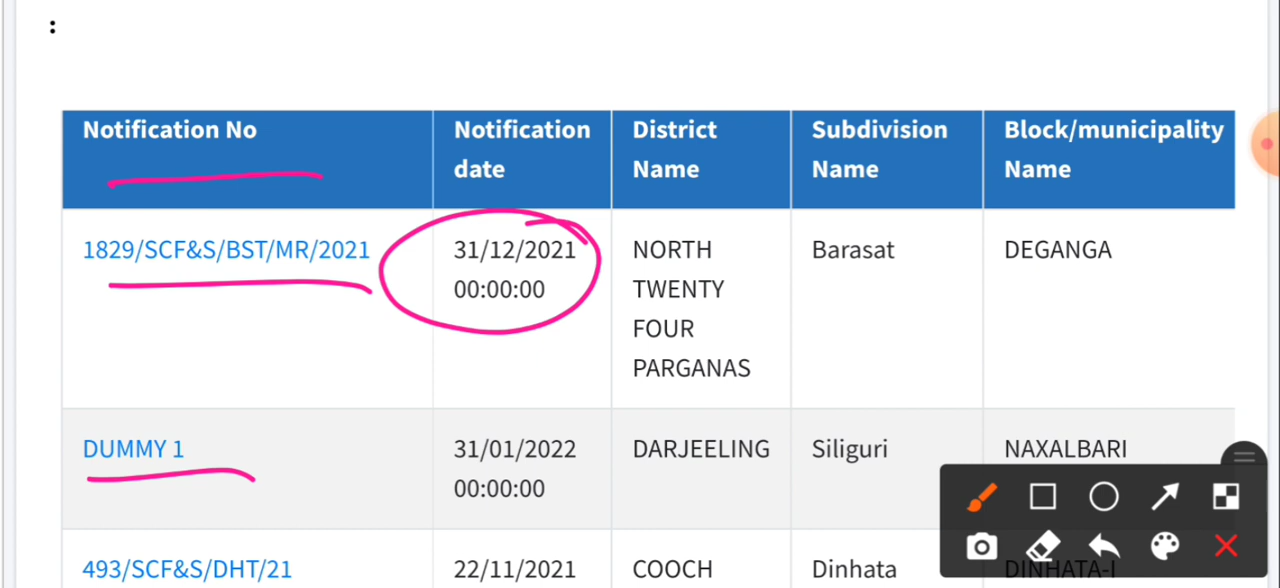 :
Notification No
Notification
date
District
Name
Subdivision
Name
Block/municipality
Name
1829/SCF&S/BST/MR/2021
31/12/2021
00:00:00
NORTH
TWENTY
FOUR
PARGANAS
Barasat
DEGANGA
DUMMY 1
31/01/2022
00:00:00
DARJEELING
Siliguri
NAXALBARI
493/SCF&S/DHT/21
22/11/2021
COOCH
Dinhata
DINHATA-I